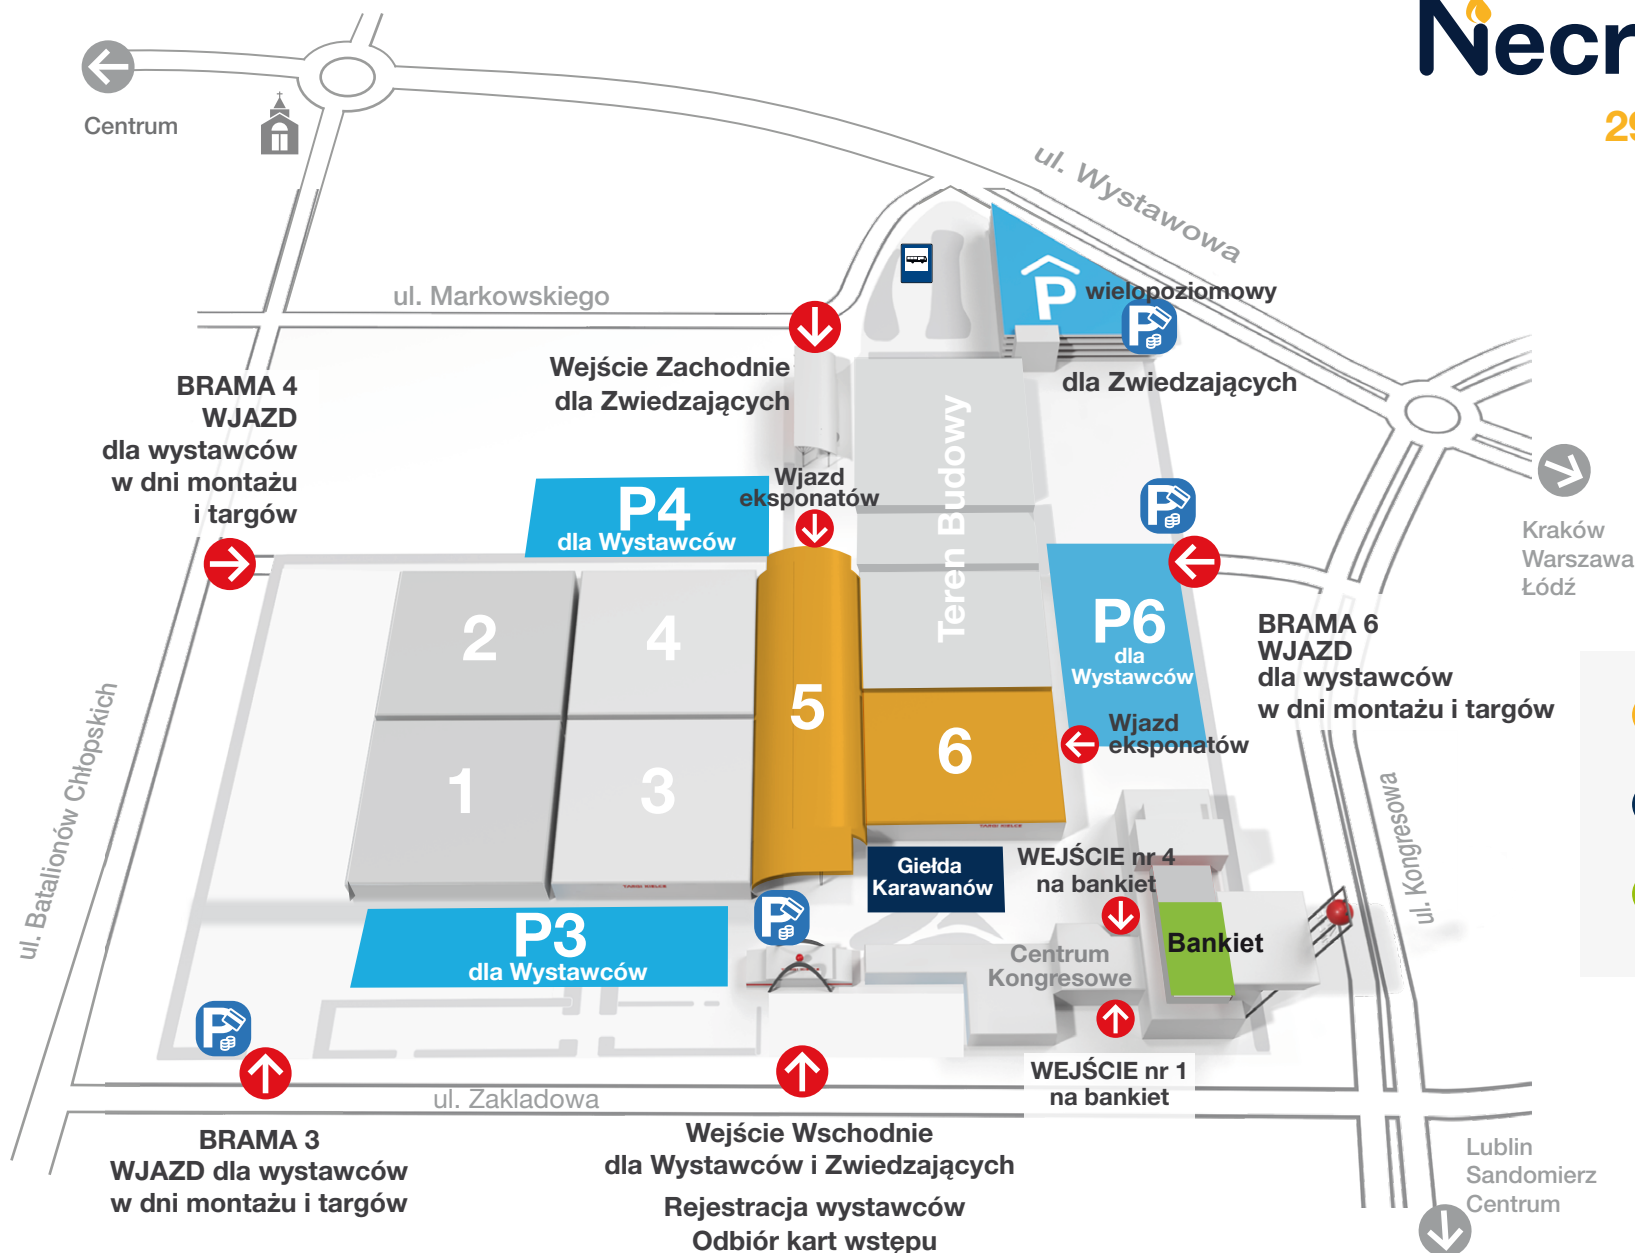 Necr
29
Centrum
ul. Wystawowa
ul. Markowskiego
P wielopoziomowy
P
dla Zwiedzających
Wejście Zachodnie
dla Zwiedzających
BRAMA 4
WJAZD
dla wystawców
w dni montażu
i targów
Wjazd
eksponatów
P4
dla Wystawców
Teren Budowy
P
Kraków
Warszawa
Łódź
2
4
5
P6
dla
Wystawców
BRAMA 6
WJAZD
dla wystawców
w dni montażu i targów
Wjazd
eksponatów
6
1
3
TARGI KIELCE
TARGI KIELCE
ul. Batalionów Chłopskich
ul. Kongresowa
Giełda
Karawanów
WEJŚCIE nr 4
na bankiet
P
P3
dla Wystawców
Centrum
Kongresowe
Bankiet
P
WEJŚCIE nr 1
na bankiet
ul. Zakladowa
BRAMA 3
WJAZD dla wystawców
w dni montażu i targów
Wejście Wschodnie
dla Wystawców i Zwiedzających
Rejestracja wystawców
Odbiór kart wstępu
Lublin
Sandomierz
Centrum